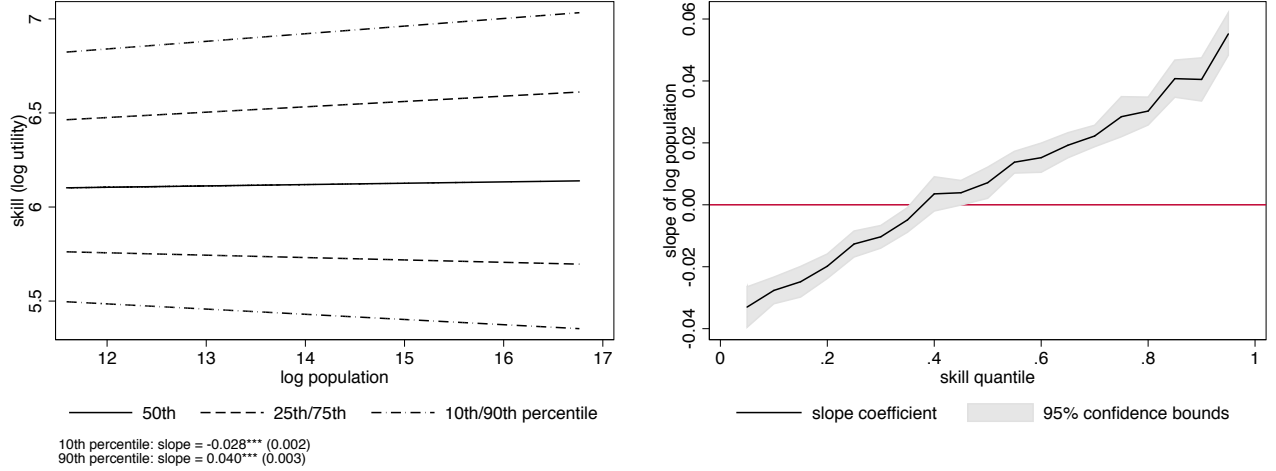 7
6.5
6
5.5
skill (log utility)
12 13 14 15 16 17
log population
50th 25th/75th 10th/90th percentile
10th percentile: slope = -0.028*** (0.002)
90th percentile: slope = 0.040*** (0.003)
0.06
0.04
0.02
0.00
-0.02
-0.04
slope of log population
0 .2 .4 .6 .8 1
skill quantile
slope coefficient 95% confidence bounds